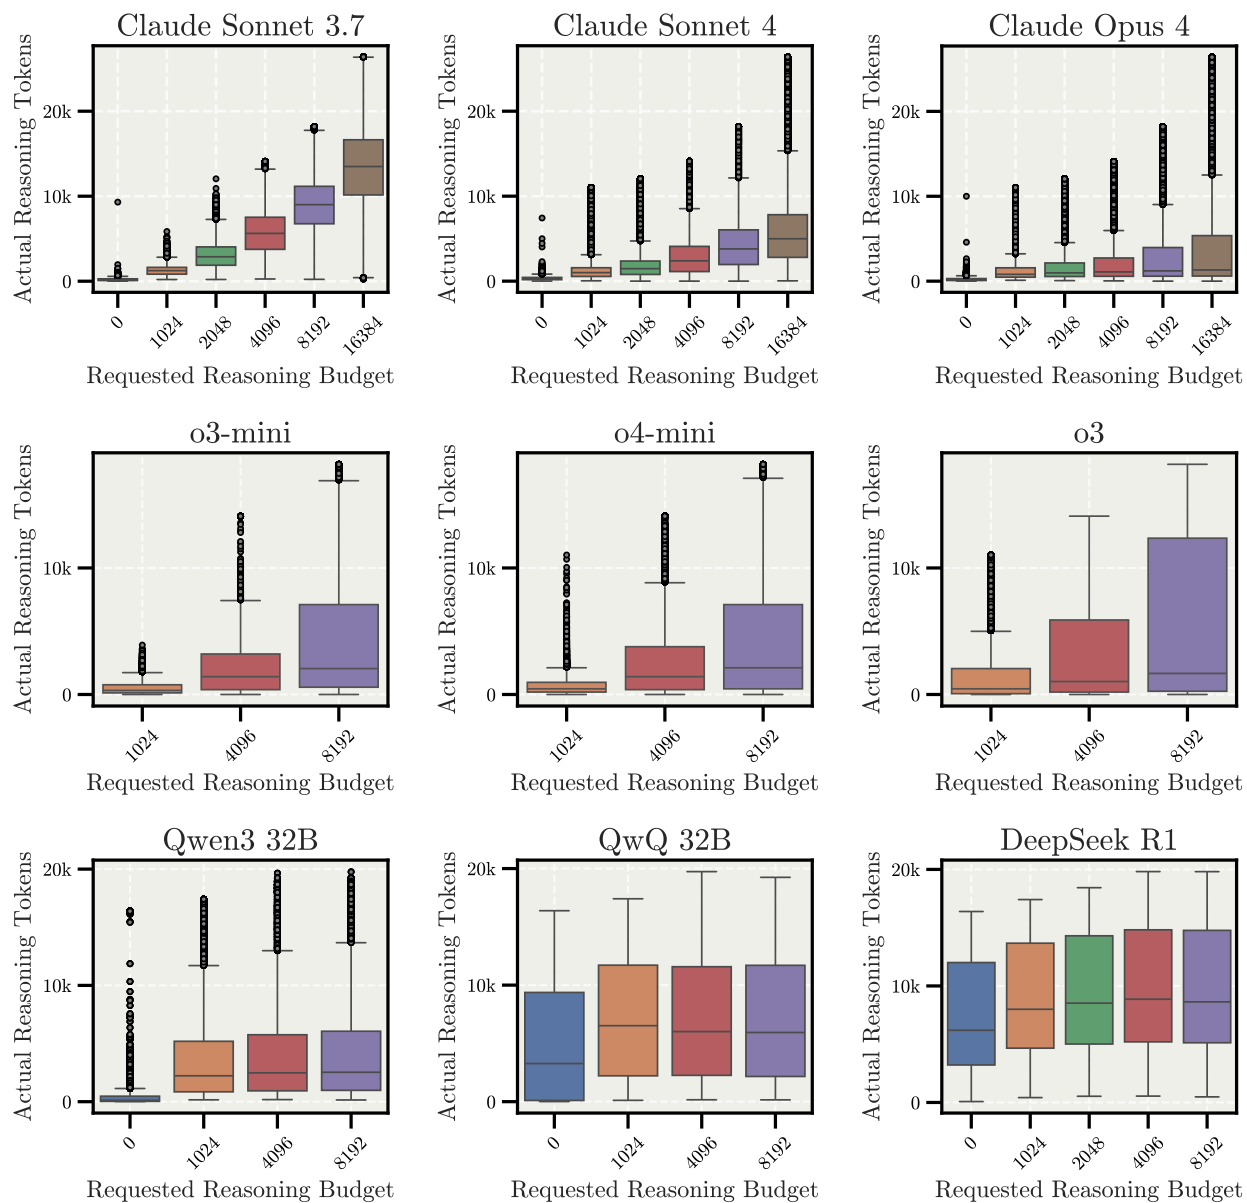 Claude Sonnet 3.7
Actual Reasoning Tokens
20k
10k
0
0 1024 2048 4096 8192 16384
Requested Reasoning Budget
Claude Sonnet 4
Actual Reasoning Tokens
20k
10k
0
0 1024 2048 4096 8192 16384
Requested Reasoning Budget
Claude Opus 4
Actual Reasoning Tokens
20k
10k
0
0 1024 2048 4096 8192 16384
Requested Reasoning Budget
o3-mini
Actual Reasoning Tokens
10k
0
1024 4096 8192
Requested Reasoning Budget
o4-mini
Actual Reasoning Tokens
10k
0
1024 4096 8192
Requested Reasoning Budget
o3
Actual Reasoning Tokens
10k
0
1024 4096 8192
Requested Reasoning Budget
Qwen3 32B
Actual Reasoning Tokens
20k
10k
0
0 1024 4096 8192
Requested Reasoning Budget
QwQ 32B
Actual Reasoning Tokens
20k
10k
0
0 1024 4096 8192
Requested Reasoning Budget
DeepSeek R1
Actual Reasoning Tokens
20k
10k
0
0 1024 2048 4096 8192
Requested Reasoning Budget